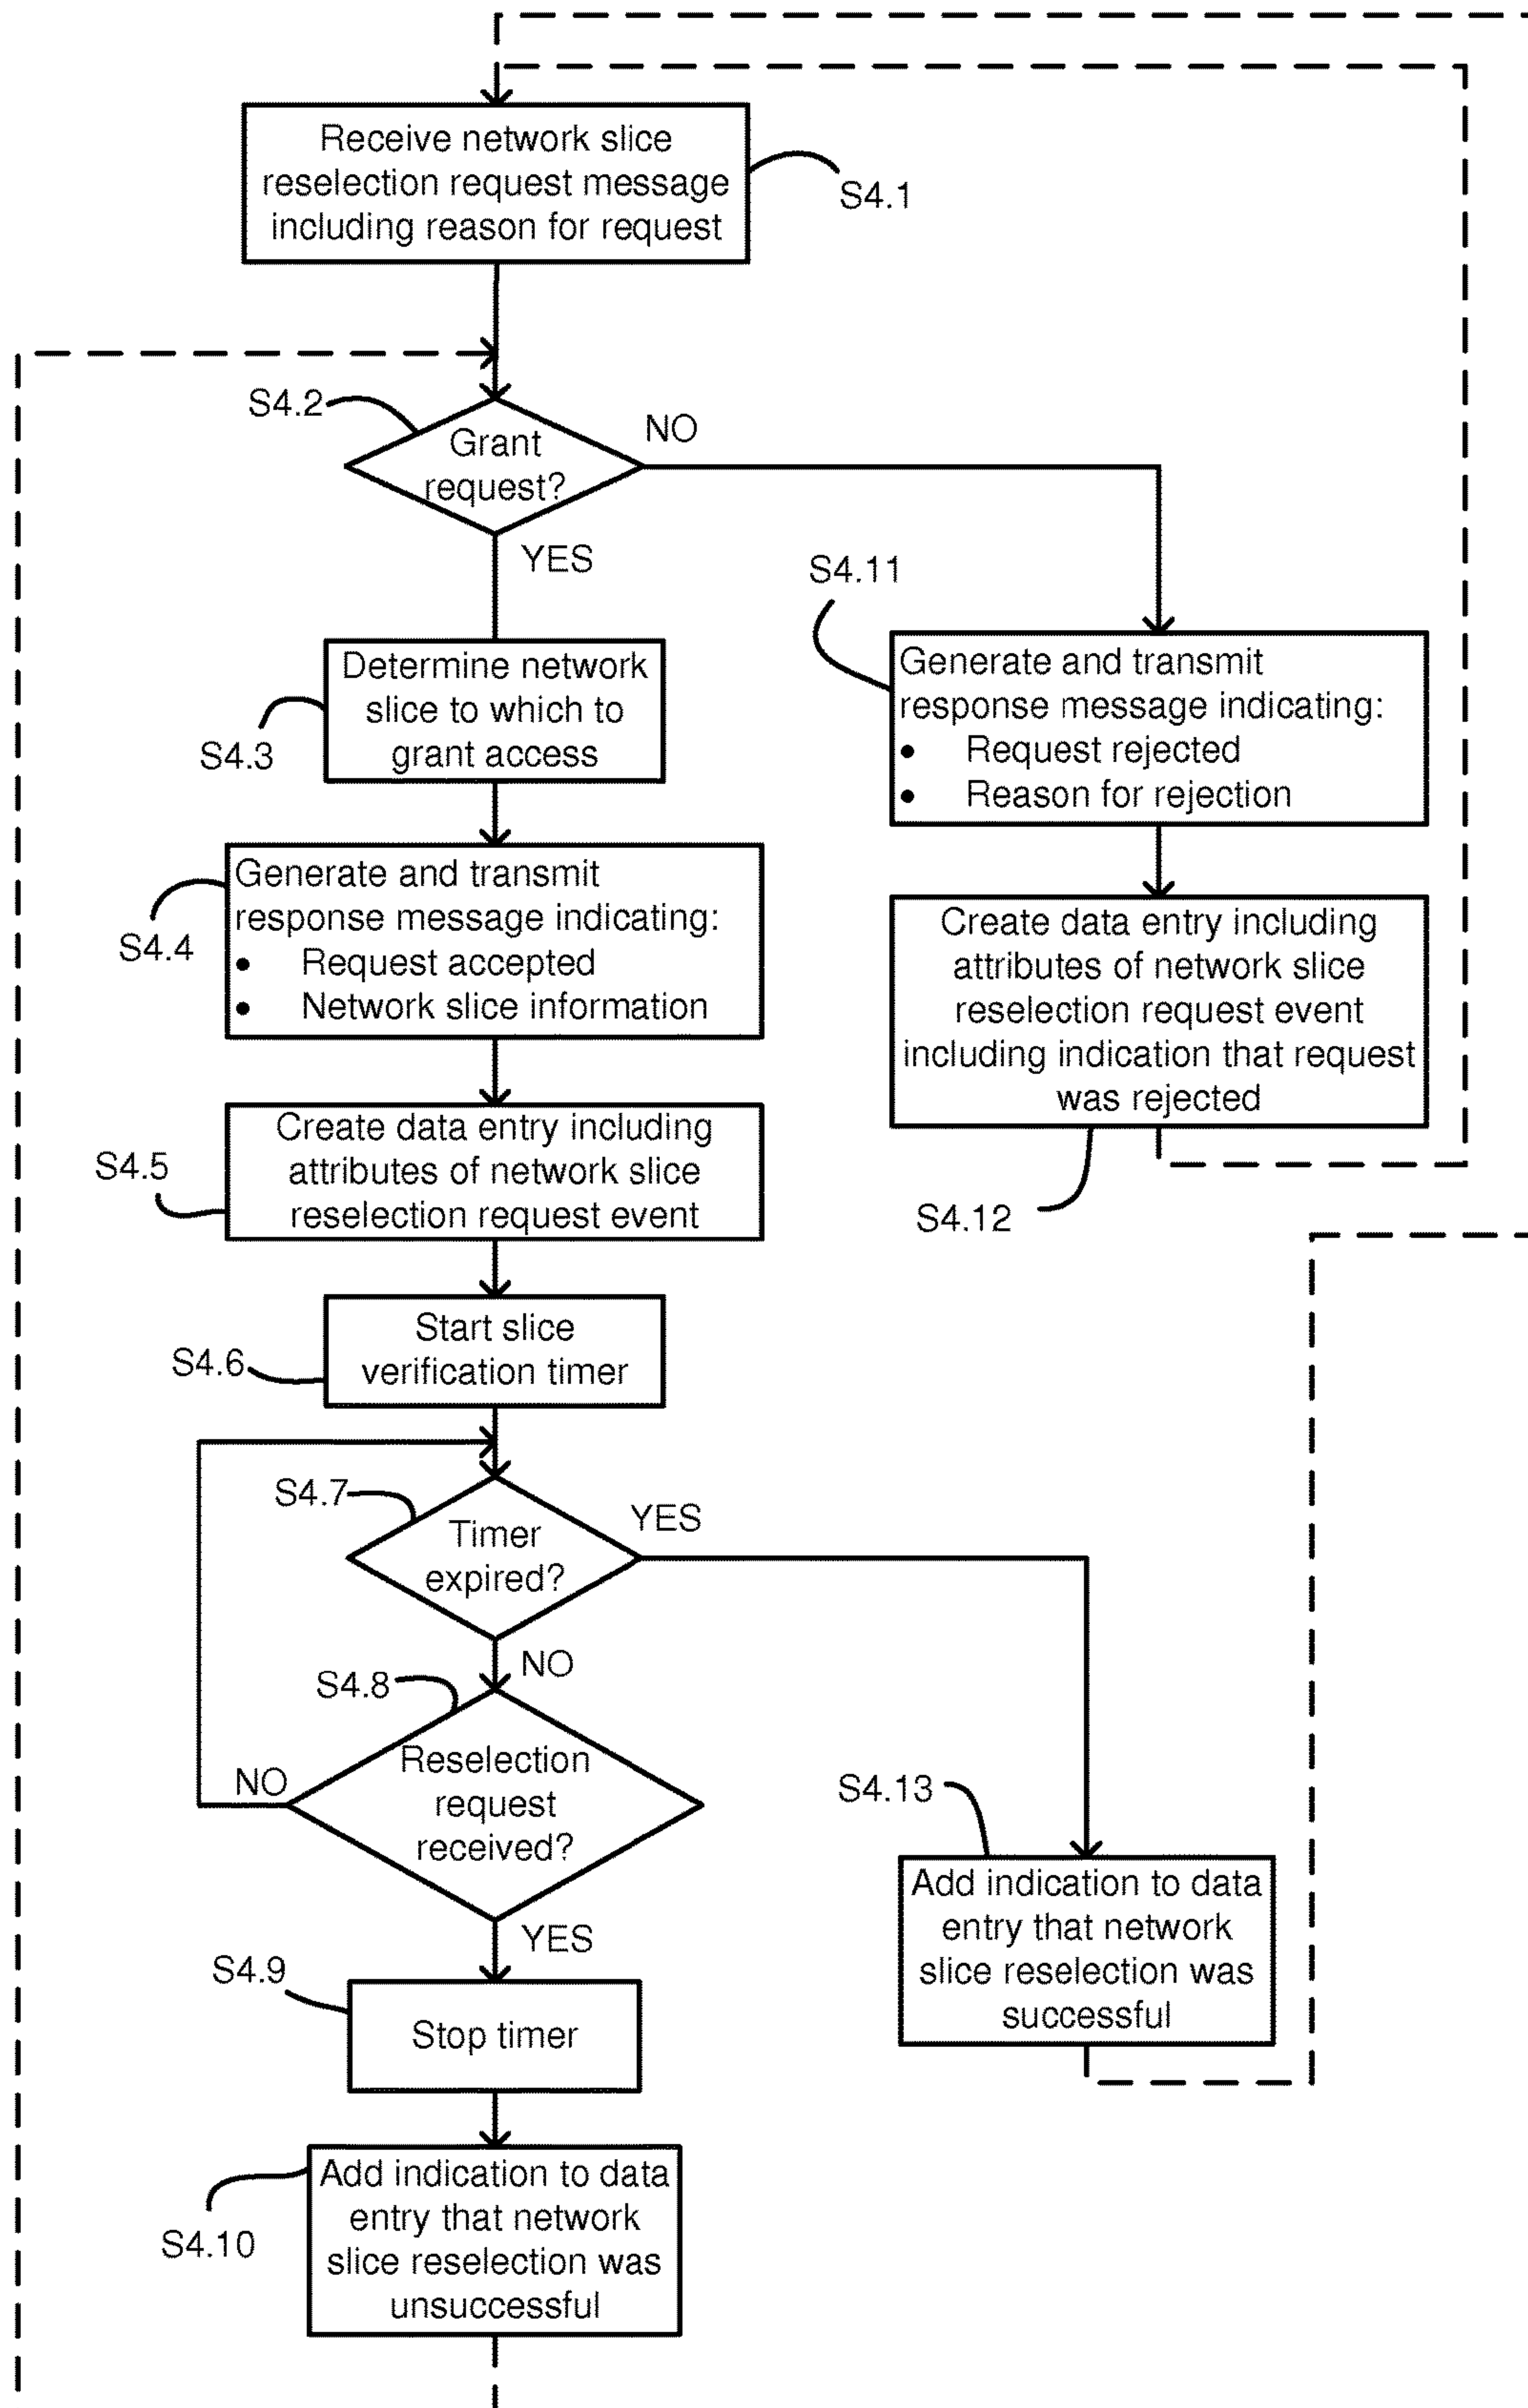 Receive network slice
reselection request message
including reason for request
S4.1
S4.2
Grant
request?
NO
YES
S4.11
Generate and transmit
response message indicating:
• Request rejected
• Reason for rejection
Determine network
slice to which to
grant access
S4.3
Generate and transmit
response message indicating:
• Request accepted
• Network slice information
S4.4
Create data entry including
attributes of network slice
reselection request event
including indication that request
was rejected
S4.12
Create data entry including
attributes of network slice
reselection request event
S4.5
Start slice
verification timer
S4.6
S4.7
Timer
expired?
YES
NO
S4.8
Reselection
request
received?
NO
YES
S4.13
Add indication to data
entry that network
slice reselection was
successful
S4.9
Stop timer
Add indication to data
entry that network
slice reselection was
unsuccessful
S4.10